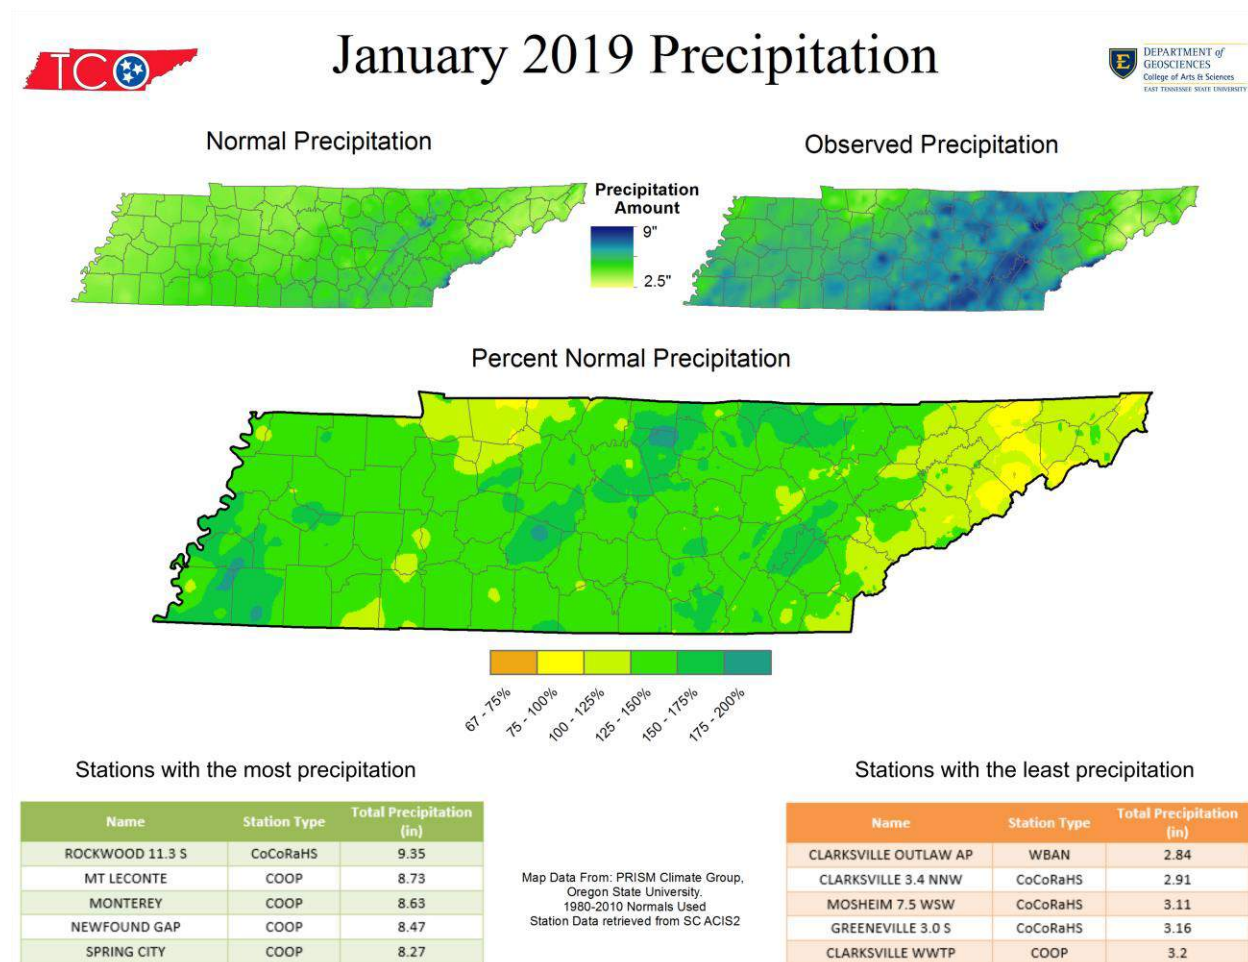 TCO
January 2019 Precipitation
E
DEPARTMENT of
GEOSCIENCES
College of Arts & Sciences
EAST TENNESSEE STATE UNIVERSITY
Normal Precipitation
Observed Precipitation
Precipitation
Amount
9"
2.5"
Percent Normal Precipitation
67 - 75%
75 - 100%
100 - 125%
125 - 150%
150 - 175%
175 - 200%
Stations with the most precipitation
Name Station Type Total Precipitation (in)
ROCKWOOD 11.3 S CoCoRaHS 9.35
MT LECONTE COOP 8.73
MONTEREY COOP 8.63
NEWFOUND GAP COOP 8.47
SPRING CITY COOP 8.27
Map Data From: PRISM Climate Group,
Oregon State University.
1980-2010 Normals Used
Station Data retrieved from SC ACIS2
Stations with the least precipitation
Name Station Type Total Precipitation (in)
CLARKSVILLE OUTLAW AP WBAN 2.84
CLARKSVILLE 3.4 NNW CoCoRaHS 2.91
MOSHEIM 7.5 WSW CoCoRaHS 3.11
GREENEVILLE 3.0 S CoCoRaHS 3.16
CLARKSVILLE WWTP COOP 3.2